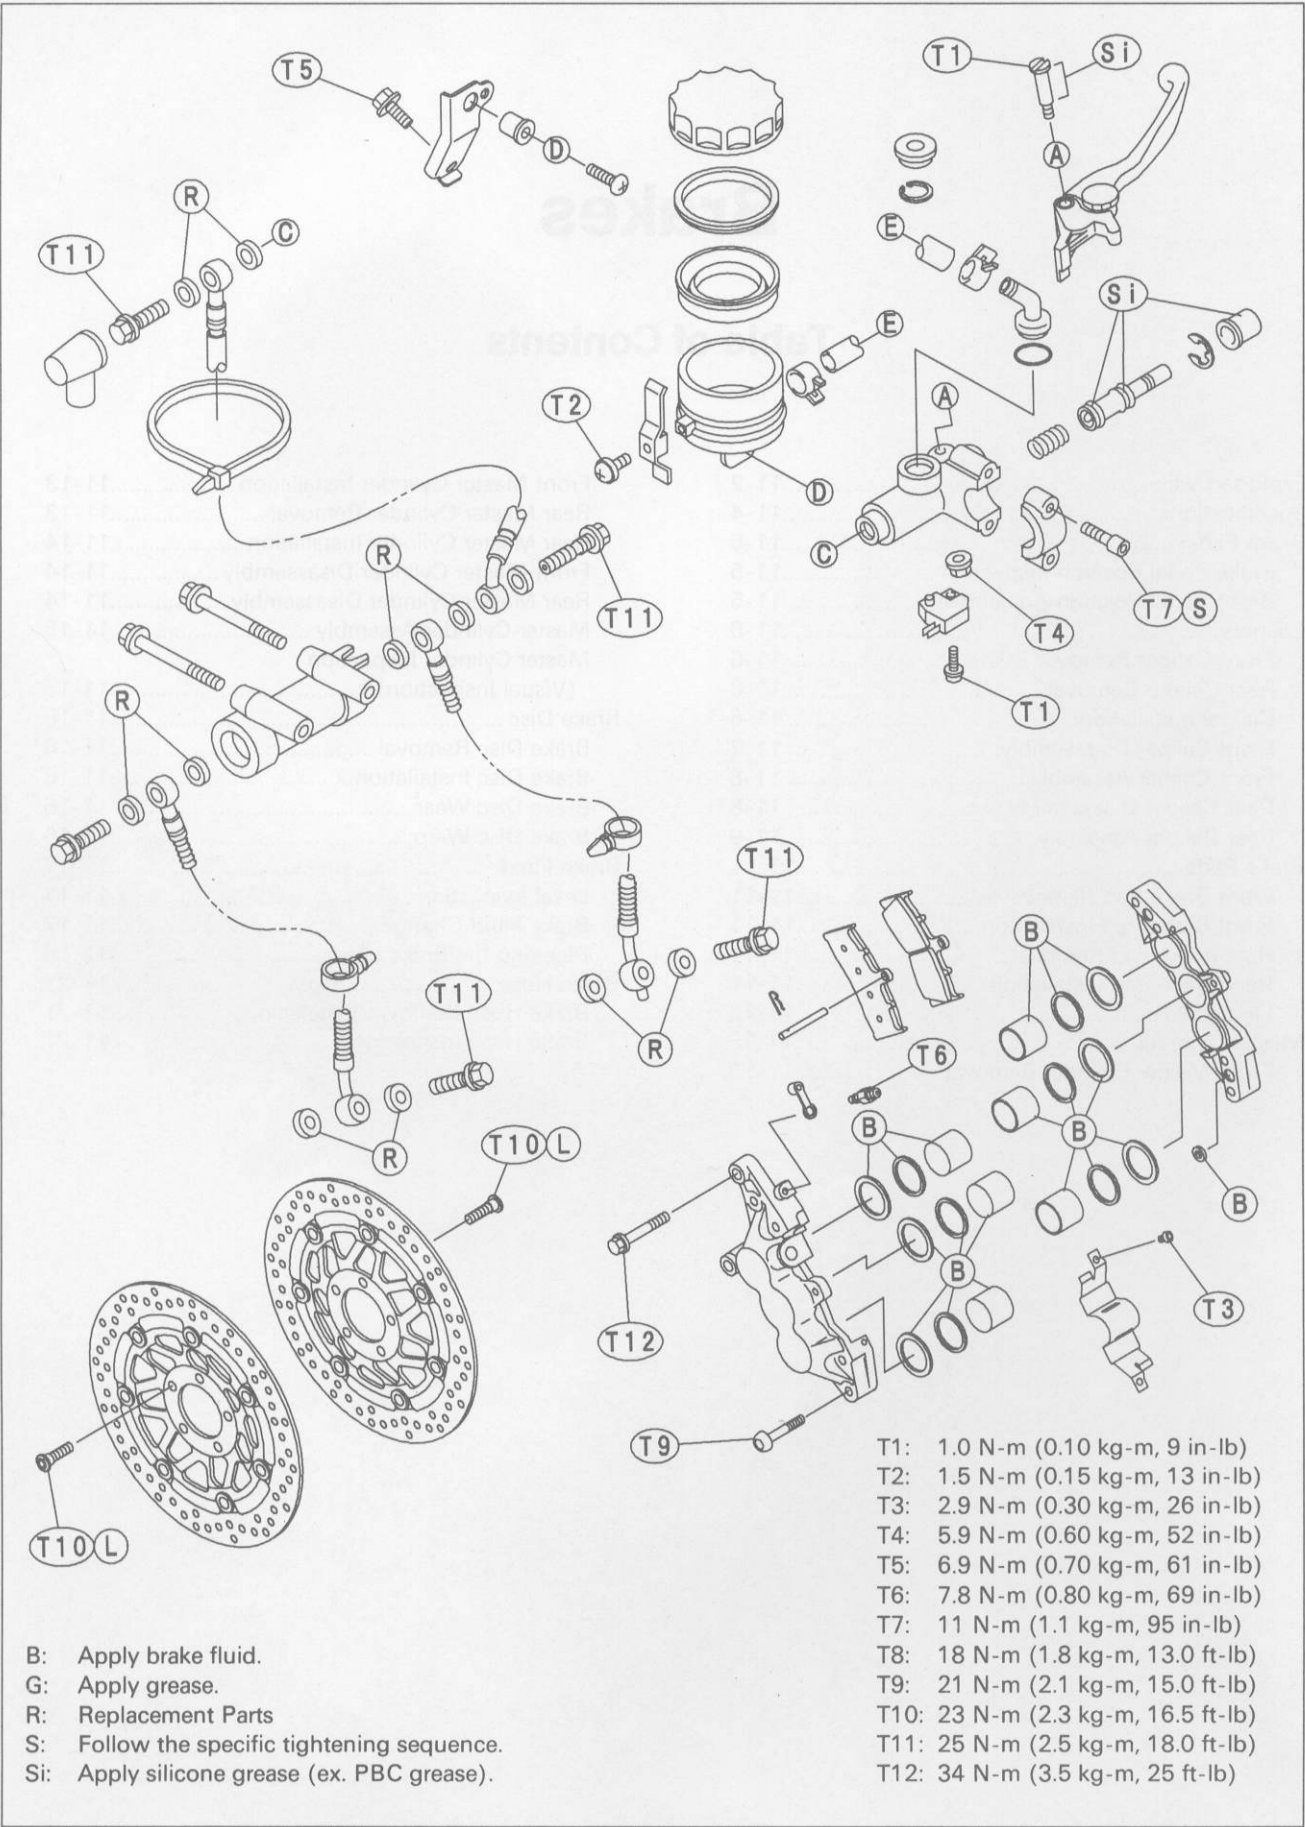 T5
T1 Si
A
D
R
C
T11
E
Si
E
A
T2
D
C
R
T11
T4
T7 S
T1
R
T11
B
T11
R
T6
B
B
R
T10 L
B
B
T12
T3
T9
T10 L
B: Apply brake fluid.
G: Apply grease.
R: Replacement Parts
S: Follow the specific tightening sequence.
Si: Apply silicone grease (ex. PBC grease).
T1: 1.0 N-m (0.10 kg-m, 9 in-lb)
T2: 1.5 N-m (0.15 kg-m, 13 in-lb)
T3: 2.9 N-m (0.30 kg-m, 26 in-lb)
T4: 5.9 N-m (0.60 kg-m, 52 in-lb)
T5: 6.9 N-m (0.70 kg-m, 61 in-lb)
T6: 7.8 N-m (0.80 kg-m, 69 in-lb)
T7: 11 N-m (1.1 kg-m, 95 in-lb)
T8: 18 N-m (1.8 kg-m, 13.0 ft-lb)
T9: 21 N-m (2.1 kg-m, 15.0 ft-lb)
T10: 23 N-m (2.3 kg-m, 16.5 ft-lb)
T11: 25 N-m (2.5 kg-m, 18.0 ft-lb)
T12: 34 N-m (3.5 kg-m, 25 ft-lb)